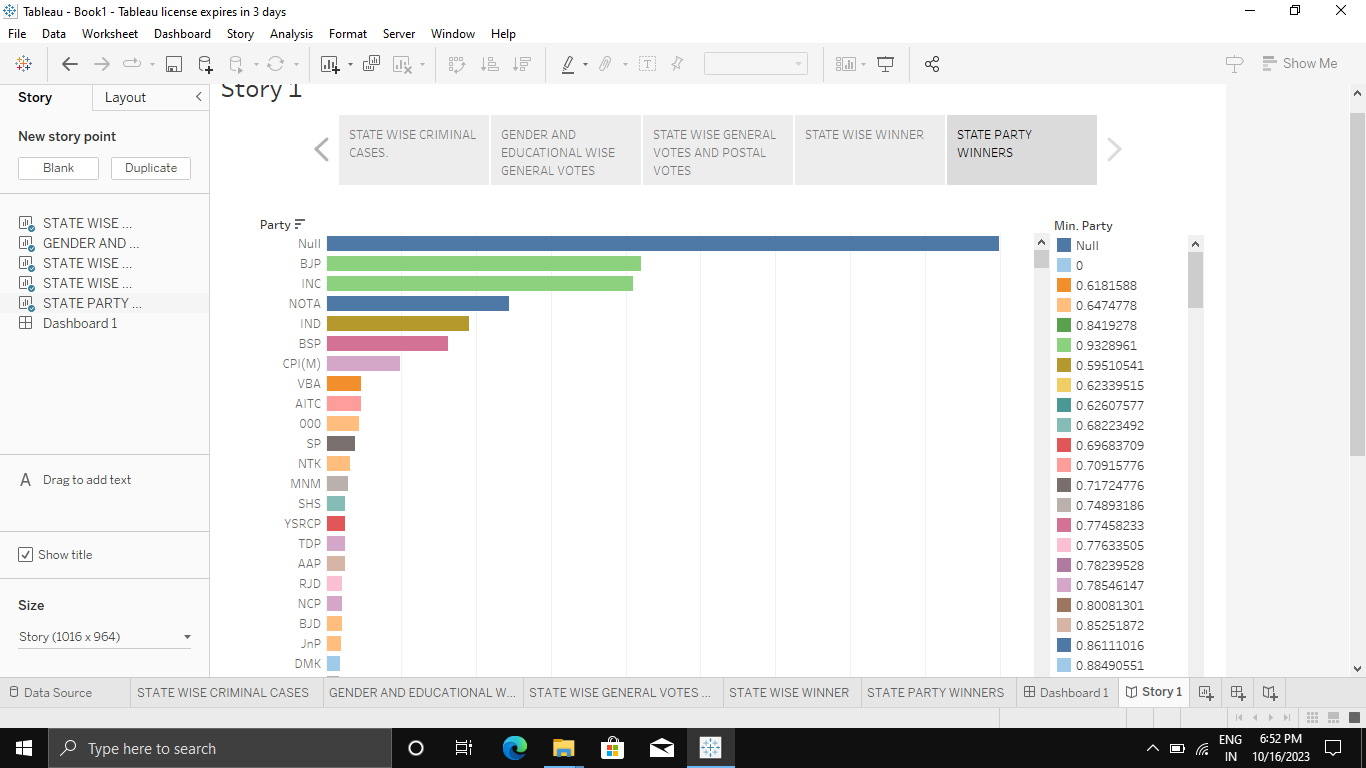 Tableau - Book1 - Tableau license expires in 3 days
File Data Worksheet Dashboard Story Analysis Format Server Window Help
Show Me
Story Layout
Story 1
New story point
Blank Duplicate
STATE WISE CRIMINAL
CASES.
GENDER AND
EDUCATIONAL WISE
GENERAL VOTES
STATE WISE GENERAL
VOTES AND POSTAL
VOTES
STATE WISE WINNER
STATE PARTY
WINNERS
STATE WISE ...
GENDER AND ...
STATE WISE ...
STATE WISE ...
STATE PARTY ...
Dashboard 1
A Drag to add text
Show title
Size
Story (1016 x 964)
Party
Null
BJP
INC
NOTA
IND
BSP
CPI(M)
VBA
AITC
000
SP
NTK
MNM
SHS
YSRCP
TDP
AAP
RJD
NCP
BJD
JnP
DMK
Min. Party
Null
0
0.6181588
0.6474778
0.8419278
0.9328961
0.59510541
0.62339515
0.62607577
0.68223492
0.69683709
0.70915776
0.71724776
0.74893186
0.77458233
0.77633505
0.78239528
0.78546147
0.80081301
0.85251872
0.86111016
0.88490551
Data Source STATE WISE CRIMINAL CASES GENDER AND EDUCATIONAL W... STATE WISE GENERAL VOTES ... STATE WISE WINNER STATE PARTY WINNERS Dashboard 1 Story 1
Type here to search
ENG
IN
6:52 PM
10/16/2023